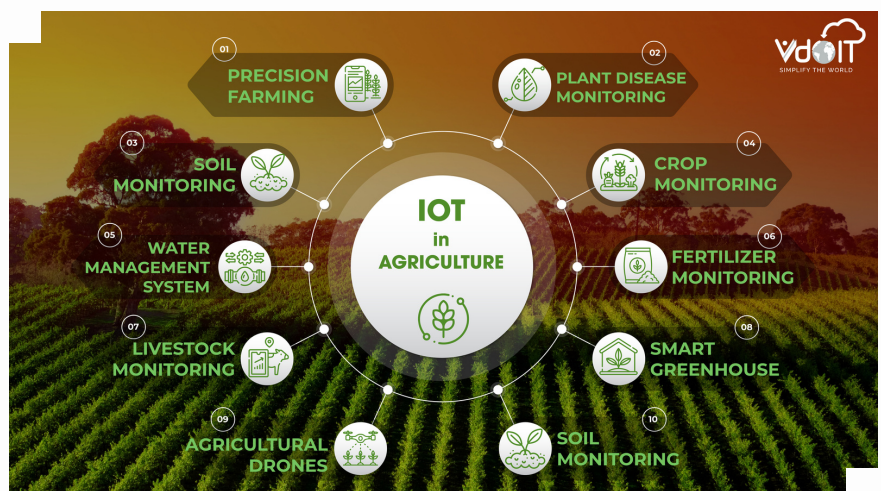 VdoIT
SIMPLIFY THE WORLD
IOT
in
AGRICULTURE
01
PRECISION
FARMING
02
PLANT DISEASE
MONITORING
03
SOIL
MONITORING
04
CROP
MONITORING
05
WATER
MANAGEMENT
SYSTEM
06
FERTILIZER
MONITORING
07
LIVESTOCK
MONITORING
08
SMART
GREENHOUSE
09
AGRICULTURAL
DRONES
10
SOIL
MONITORING